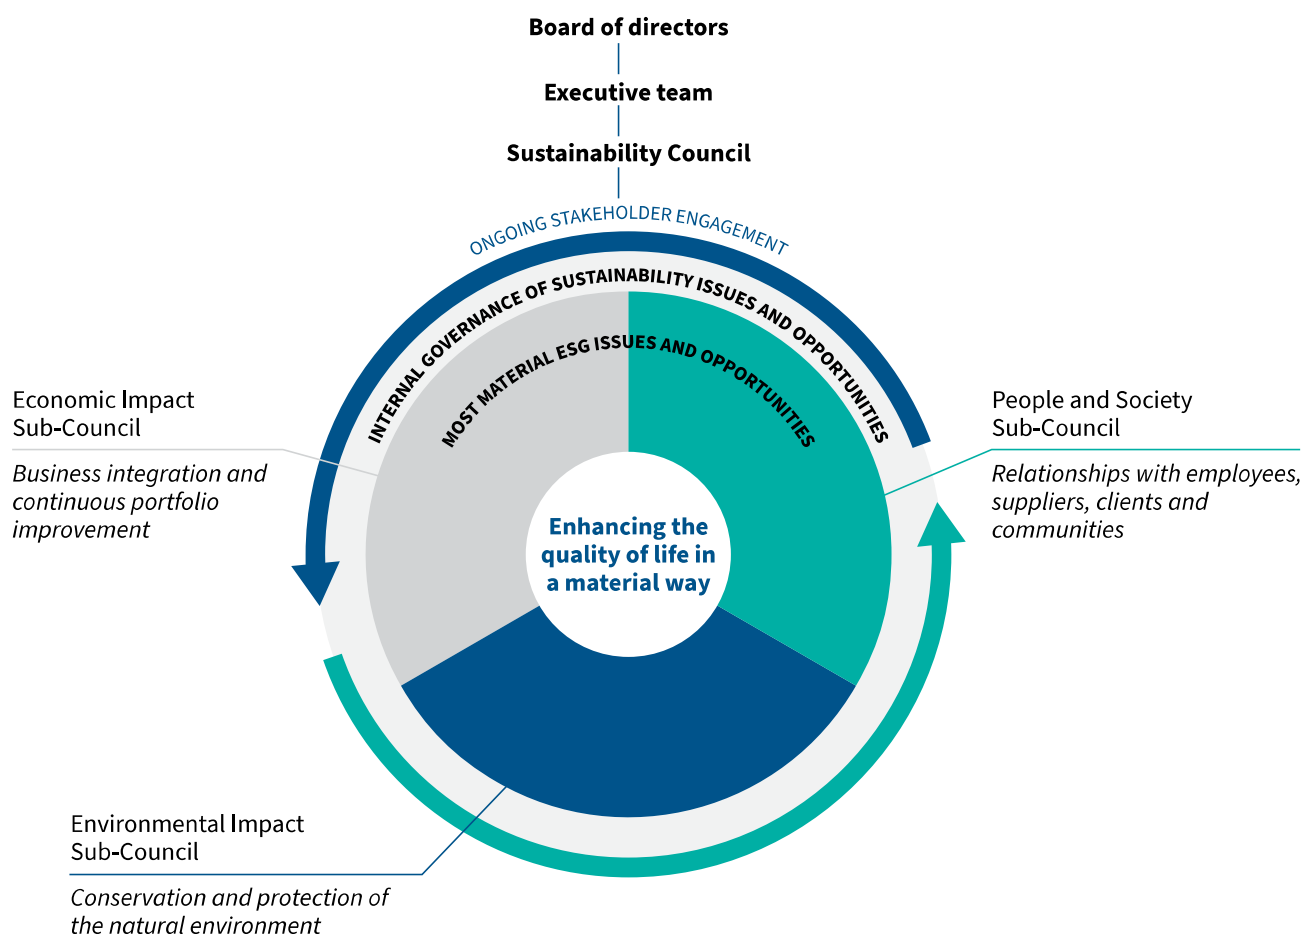 Board of directors
Executive team
Sustainability Council
ONGOING STAKEHOLDER ENGAGEMENT
INTERNAL GOVERNANCE OF SUSTAINABILITY ISSUES AND OPPORTUNITIES
MOST MATERIAL ESG ISSUES AND OPPORTUNITIES
Economic Impact
Sub-Council
Business integration and
continuous portfolio
improvement
People and Society
Sub-Council
Relationships with employees,
suppliers, clients and
communities
Enhancing the
quality of life in
a material way
Environmental Impact
Sub-Council
Conservation and protection of
the natural environment